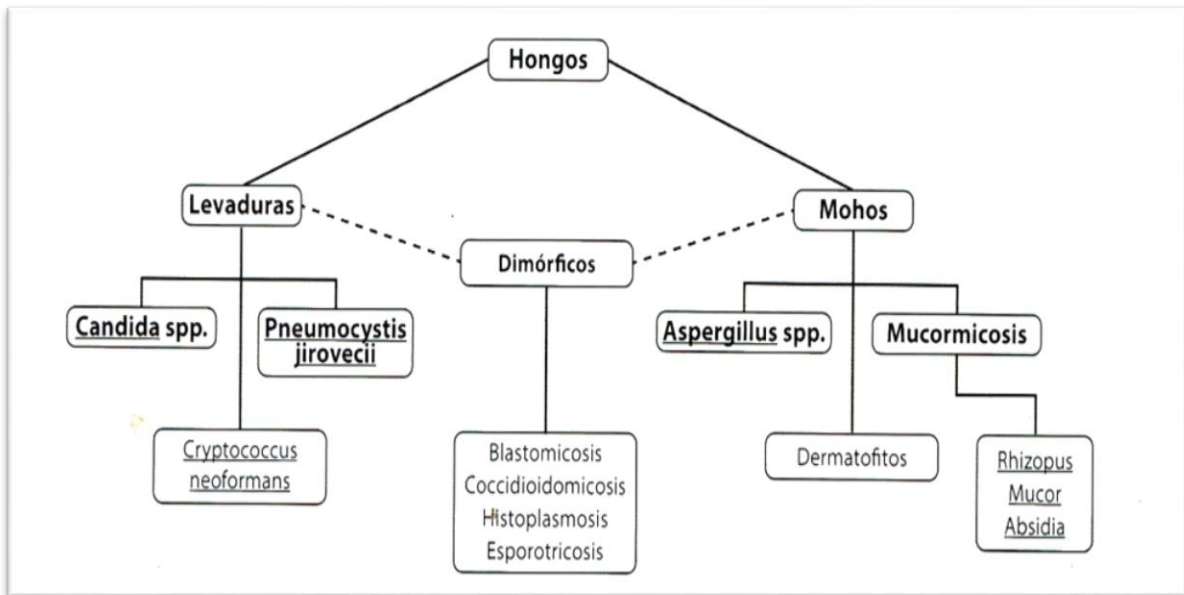 Hongos
Levaduras
Mohos
Dimórficos
Candida spp.
Pneumocystis
jirovecii
Aspergillus spp.
Mucormicosis
Cryptococcus
neoformans
Blastomicosis
Coccidioidomicosis
Histoplasmosis
Esporotricosis
Dermatofitos
Rhizopus
Mucor
Absidia